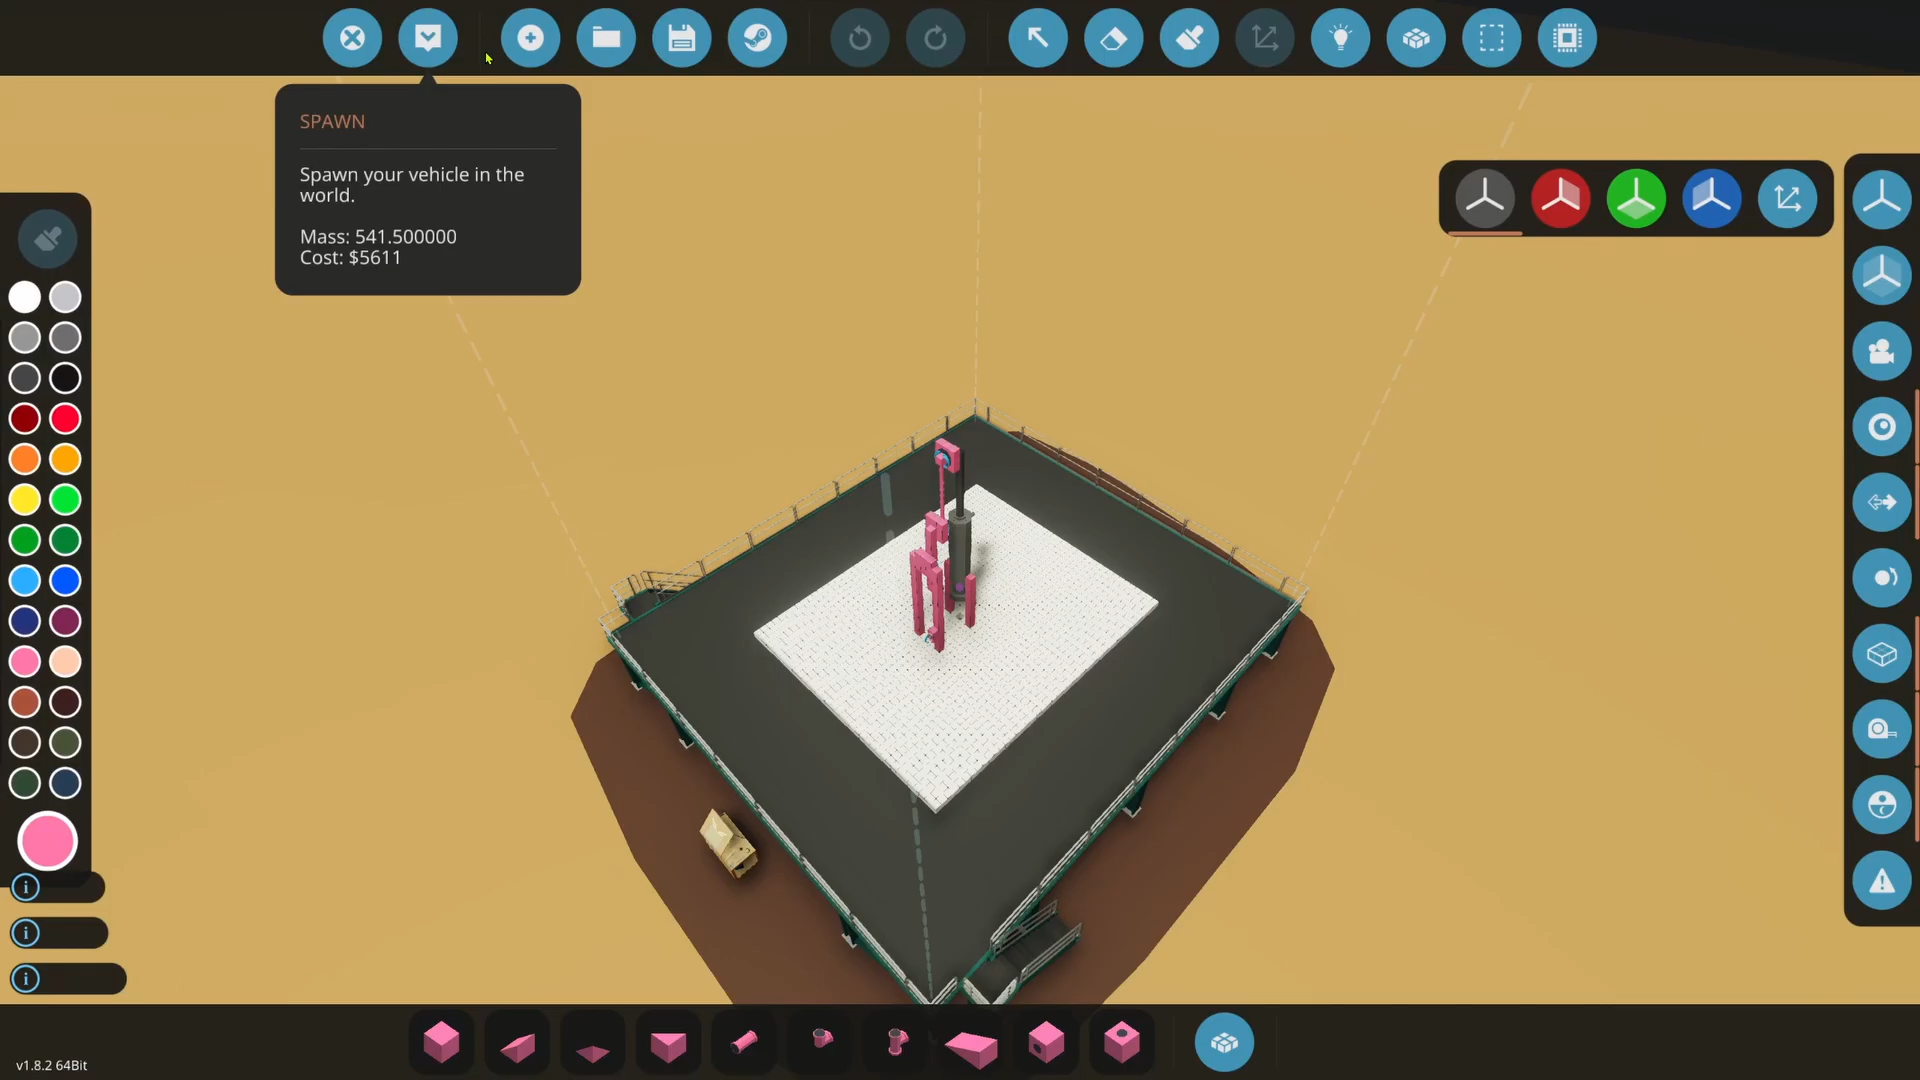 SPAWN
Spawn your vehicle in the
world.
Mass: 541.500000
Cost: $5611
v1.8.2 64Bit